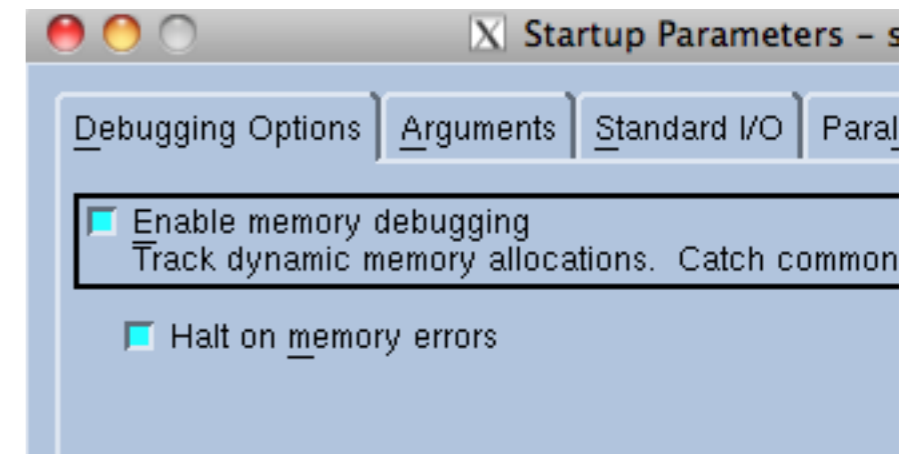 Startup Parameters – s
Debugging Options Arguments Standard I/O Paral
Enable memory debugging
Track dynamic memory allocations. Catch common
Halt on memory errors